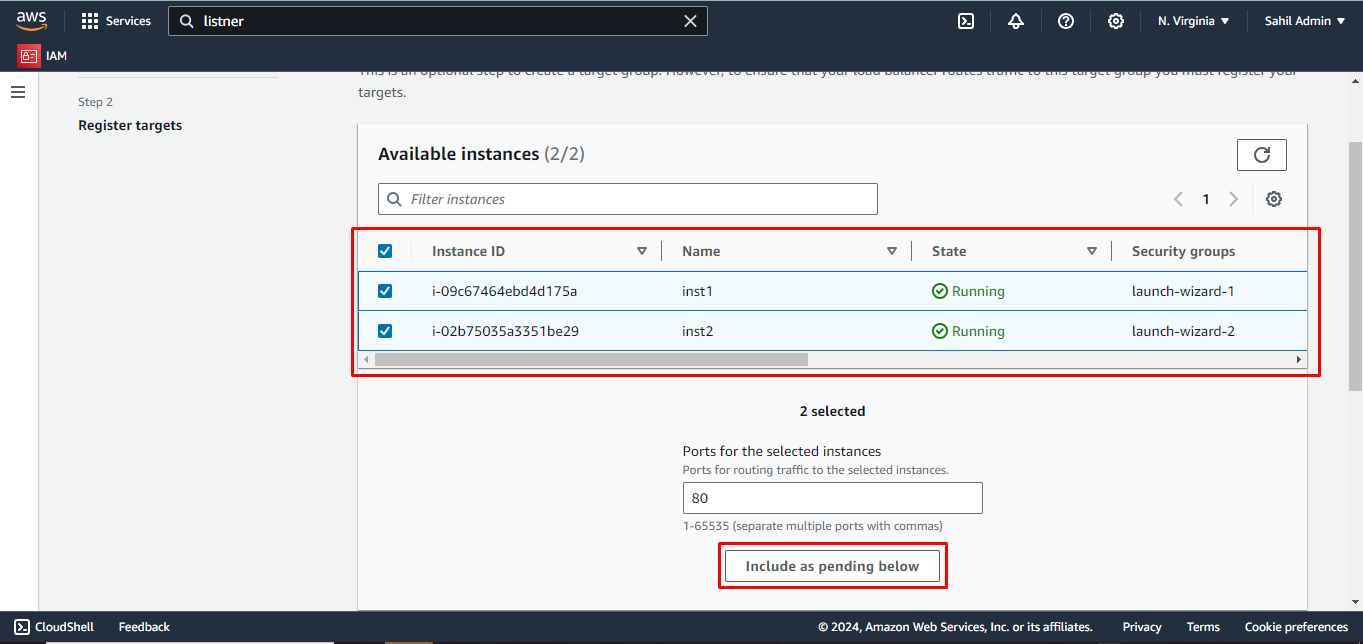 aws
Services
listner
N. Virginia
Sahil Admin
IAM
This is an optional step to create a target group. However, to ensure that your load balancer routes traffic to this target group you must register your
targets.
Step 2
Register targets
Available instances (2/2)
Filter instances
1
Instance ID Name State Security groups
i-09c67464ebd4d175a inst1 Running launch-wizard-1
i-02b75035a3351be29 inst2 Running launch-wizard-2
2 selected
Ports for the selected instances
Ports for routing traffic to the selected instances.
80
1-65535 (separate multiple ports with commas)
Include as pending below
CloudShell Feedback © 2024, Amazon Web Services, Inc. or its affiliates. Privacy Terms Cookie preferences